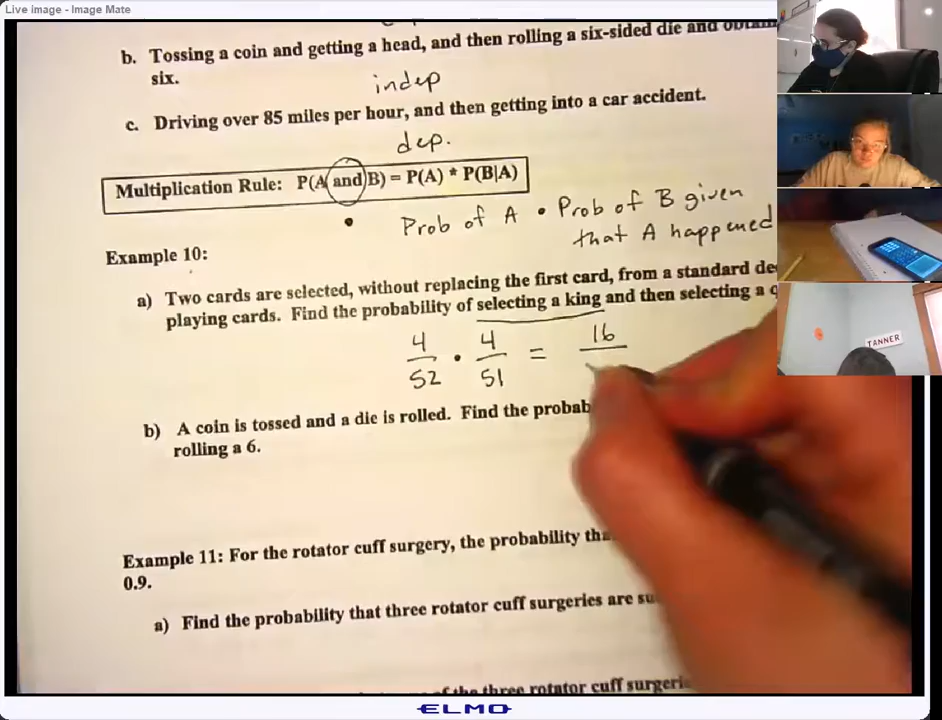 Live image - Image Mate
b. Tossing a coin and getting a head, and then rolling a six-sided die and
six.
indep
c. Driving over 85 miles per hour, and then getting into a car accident.
dep.
Multiplication Rule: P(A and B) = P(A) * P(B|A)
Prob of A • Prob of B given
that A happened
Example 10:
a) Two cards are selected, without replacing the first card, from a standard
playing cards. Find the probability of selecting a king and then selecting a
4/52 • 4/51 = 16
b) A coin is tossed and a die is rolled. Find the
rolling a 6.
Example 11: For the rotator cuff surgery, the probability
0.9.
a) Find the probability that three rotator cuff surgeries are
of the three rotator cuff
TANNER
ELMO